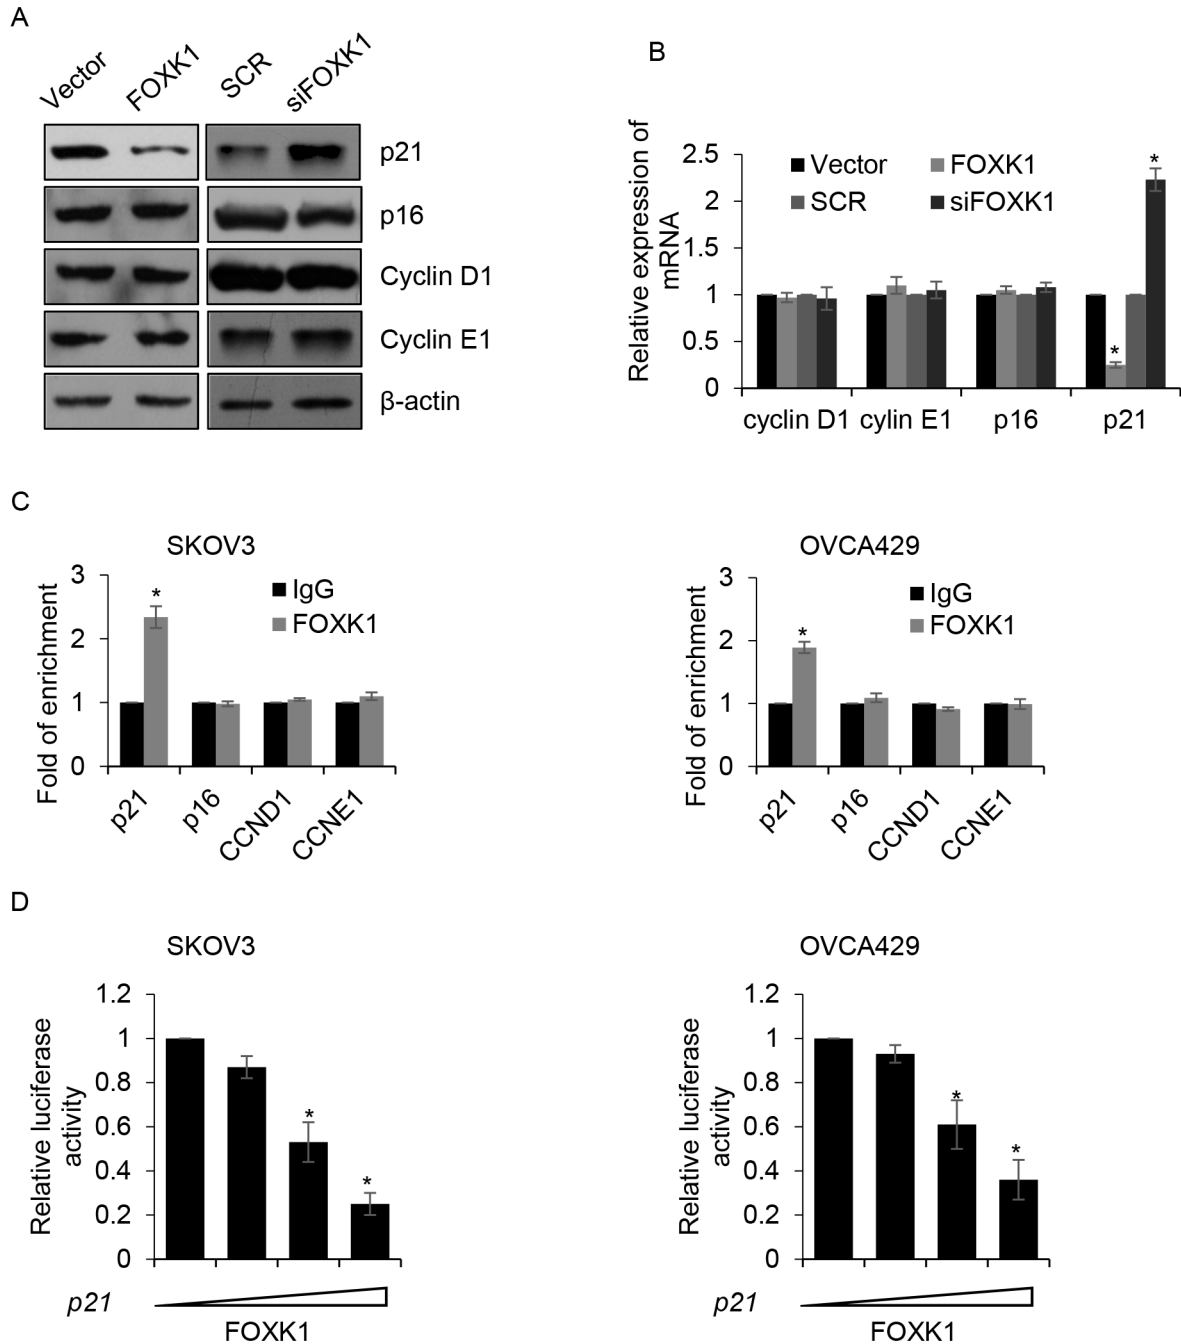 A
Vector
FOXK1
SCR
siFOXK1
p21
p16
Cyclin D1
Cyclin E1
β-actin
B
Relative expression of
mRNA
2.5
2
1.5
1
0.5
0
Vector
FOXK1
SCR
siFOXK1
*
*
cyclin D1
cylin E1
p16
p21
C
SKOV3
Fold of enrichment
3
2
1
0
IgG
FOXK1
*
p21
p16
CCND1
CCNE1
OVCA429
Fold of enrichment
3
2
1
0
IgG
FOXK1
*
p21
p16
CCND1
CCNE1
D
SKOV3
Relative luciferase
activity
1.2
1
0.8
0.6
0.4
0.2
0
*
*
p21
FOXK1
OVCA429
Relative luciferase
activity
1.2
1
0.8
0.6
0.4
0.2
0
*
*
p21
FOXK1